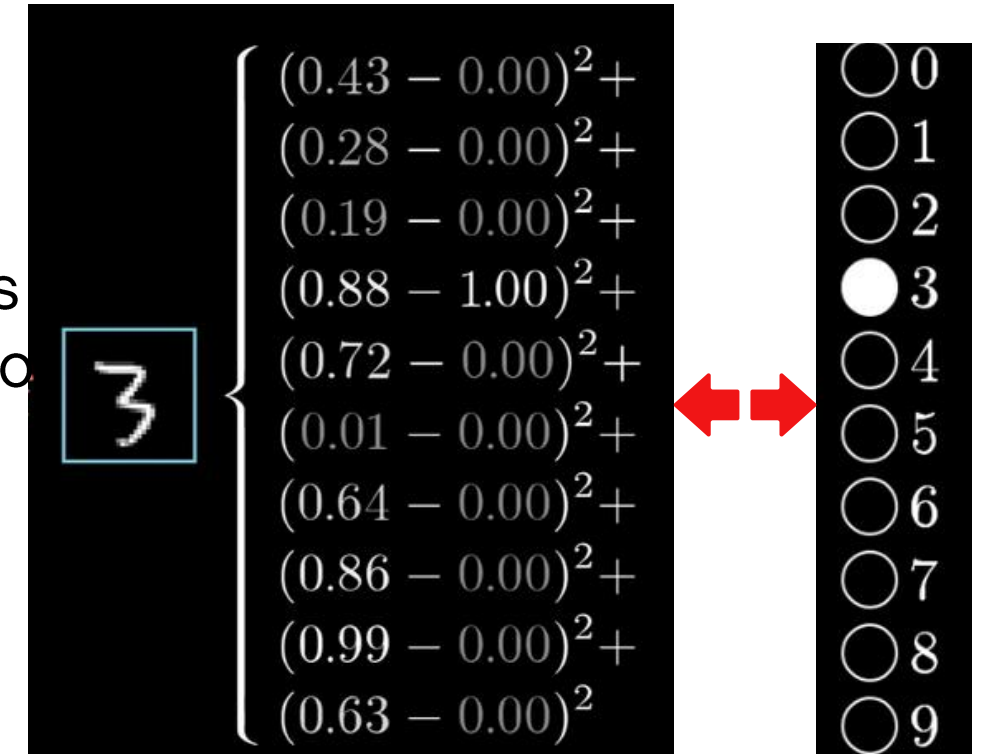 (0.43 − 0.00)²+
(0.28 − 0.00)²+
(0.19 − 0.00)²+
(0.88 − 1.00)²+
(0.72 − 0.00)²+
(0.01 − 0.00)²+
(0.64 − 0.00)²+
(0.86 − 0.00)²+
(0.99 − 0.00)²+
(0.63 − 0.00)²
s
o
3
0
1
2
3
4
5
6
7
8
9